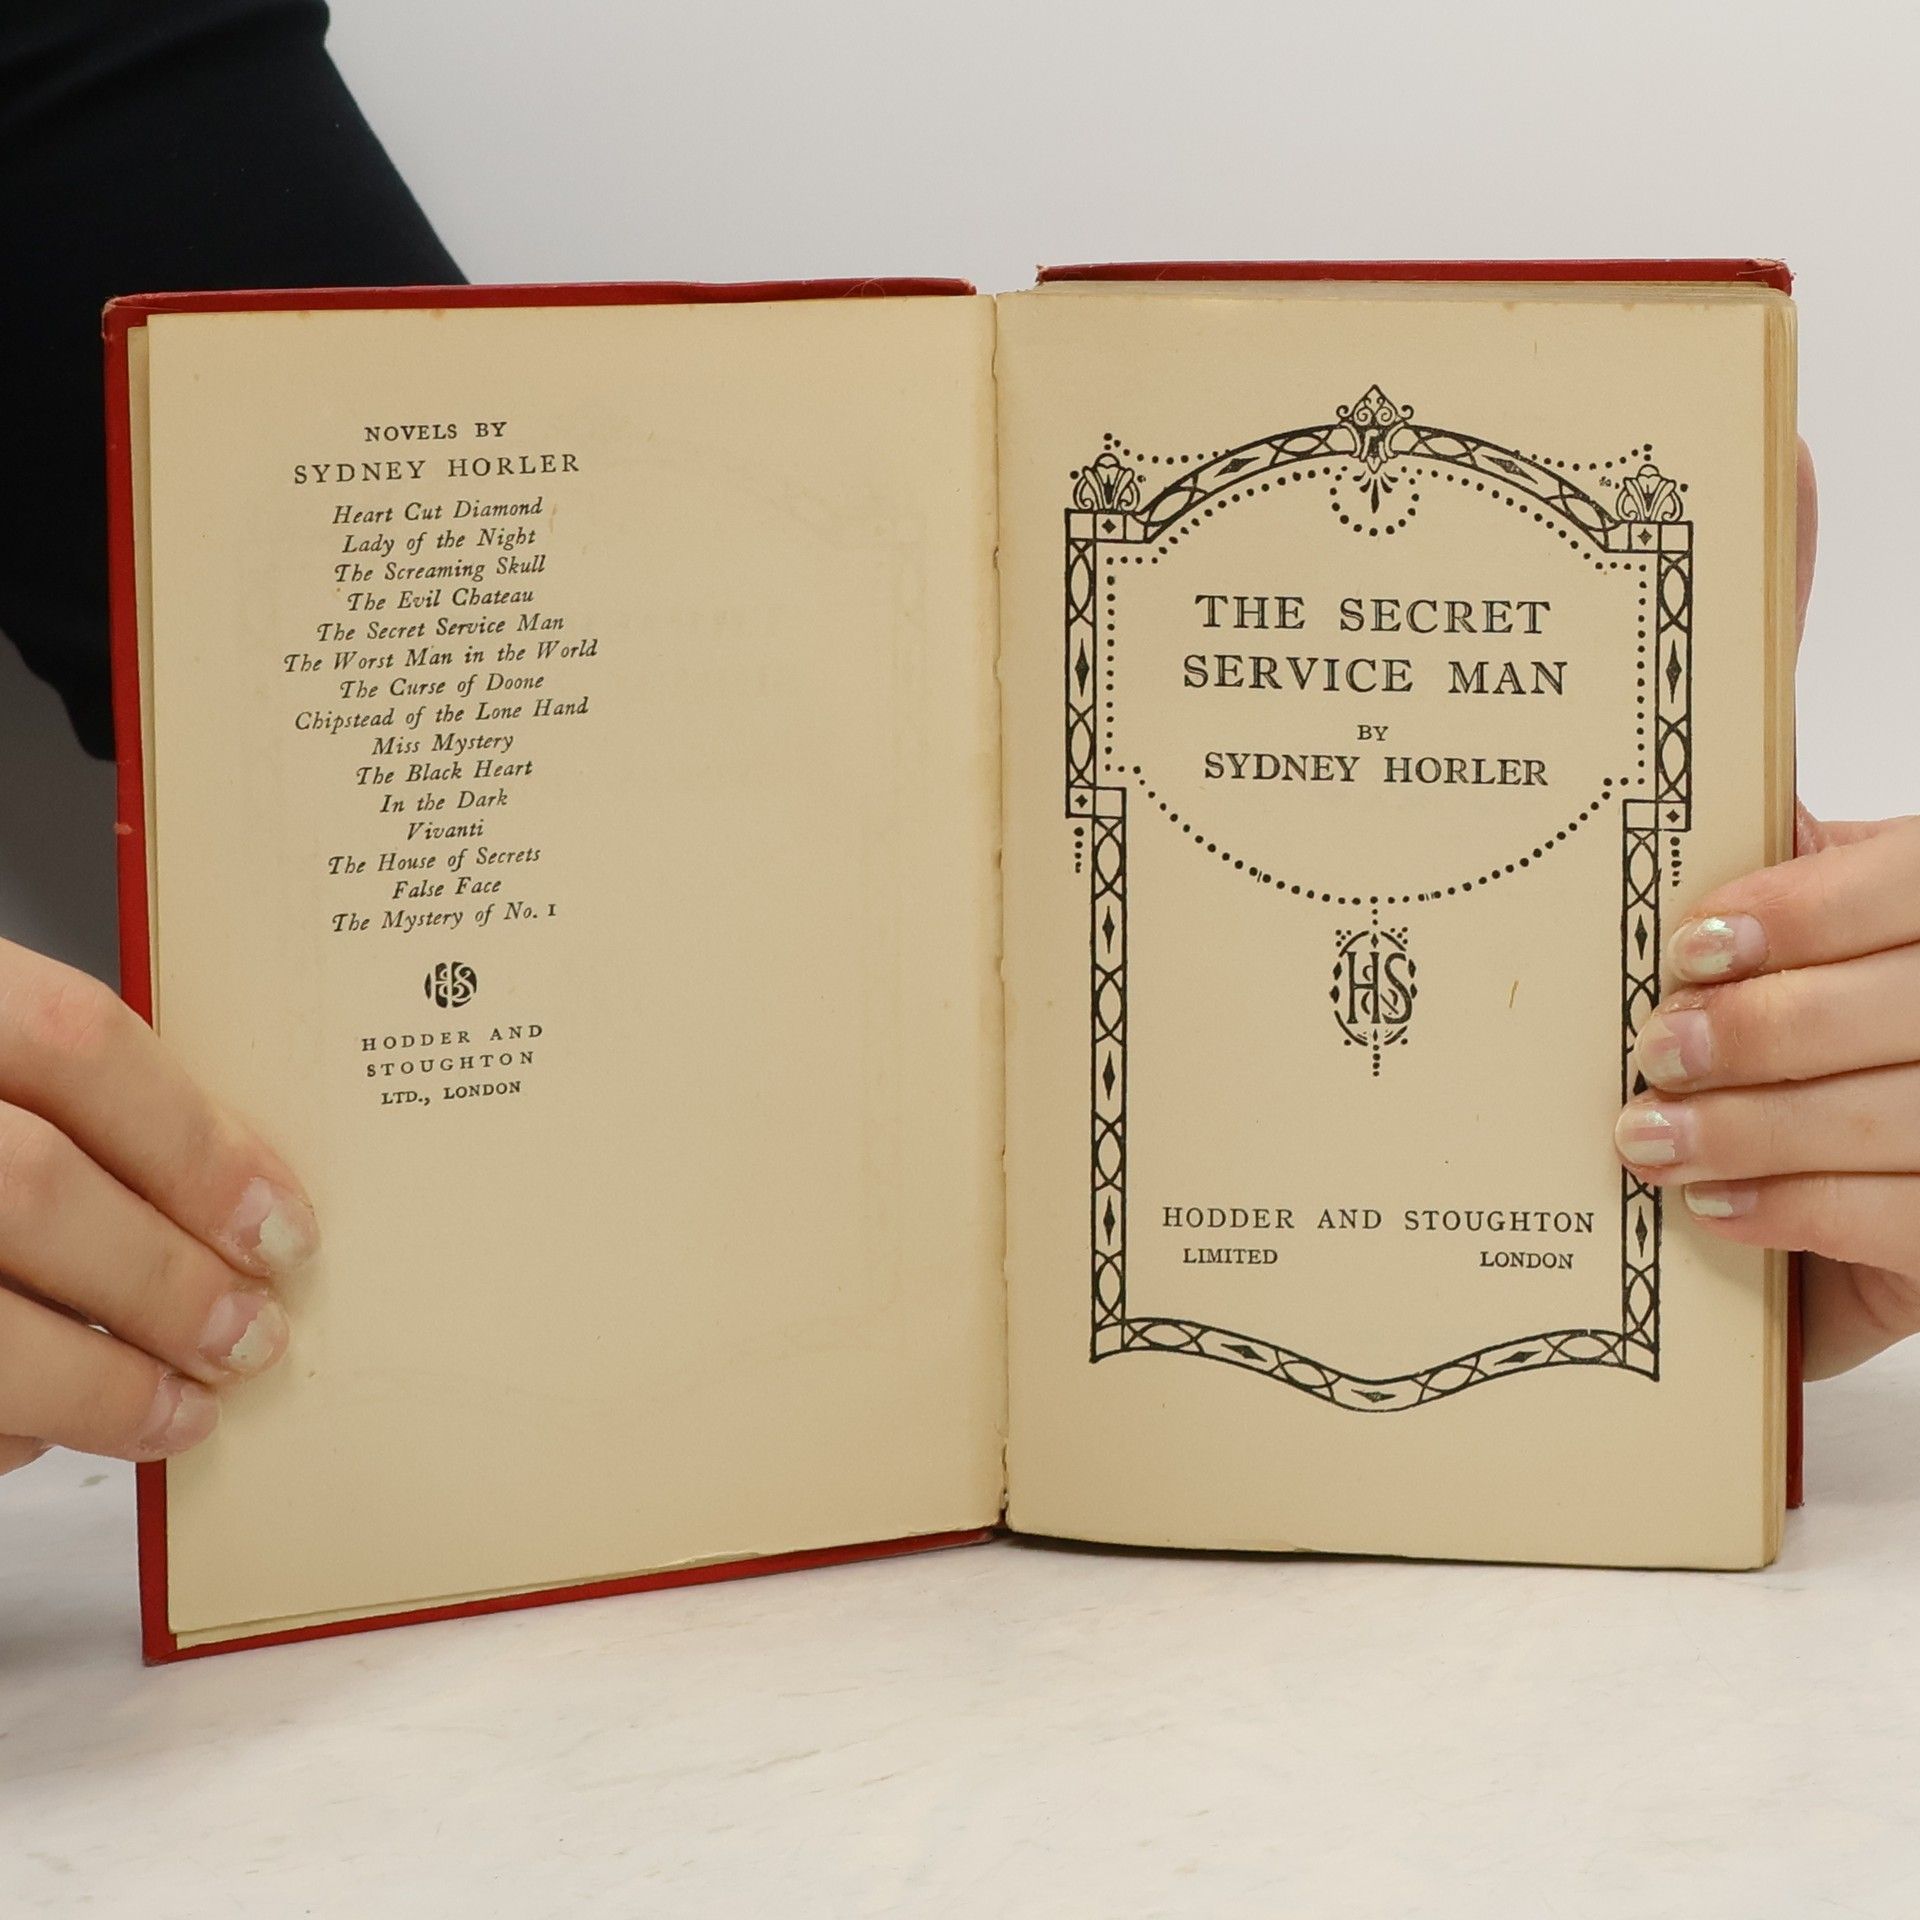 NOVELS BY
SYDNEY HORLER
Heart Cut Diamond
Lady of the Night
The Screaming Skull
The Evil Chateau
The Secret Service Man
The Worst Man in the World
The Curse of Doone
Chipstead of the Lone Hand
Miss Mystery
The Black Heart
In the Dark
Vivanti
The House of Secrets
False Face
The Mystery of No. 1
H&S
HODDER AND
STOUGHTON
LTD., LONDON
THE SECRET
SERVICE MAN
BY
SYDNEY HORLER
H&S
HODDER AND STOUGHTON
LIMITED LONDON